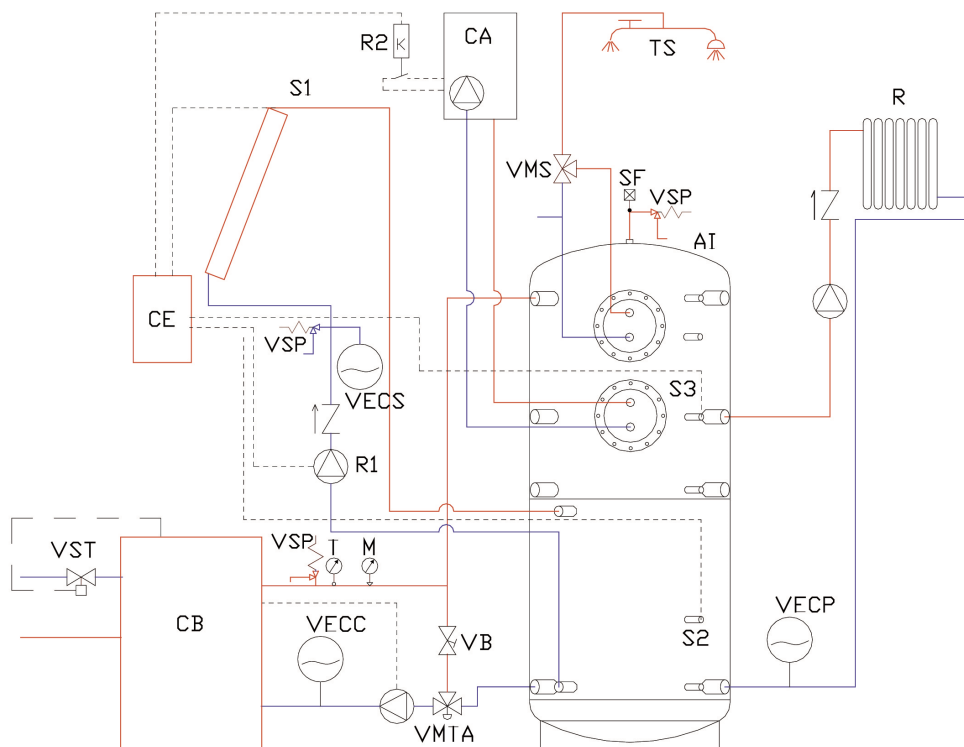 CA
R2
TS
S1
R
VMS
SF
VSP
AI
CE
VSP
VECS
S3
R1
VST
VSP
T
M
CB
VECC
VB
S2
VECP
VMTA